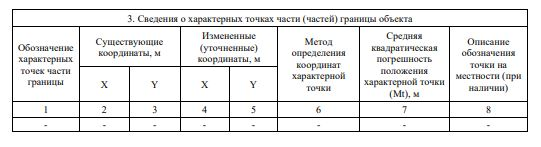 3. Сведения о характерных точках части (частей) границы объекта
Обозначение характерных точек части границы
Существующие координаты, м
Измененные (уточненные) координаты, м
Метод определения координат характерной точки
Средняя квадратическая погрешность положения характерной точки (Mt), м
Описание обозначения точки на местности (при наличии)
X Y X Y
1 2 3 4 5 6 7 8
- - - - - - - -